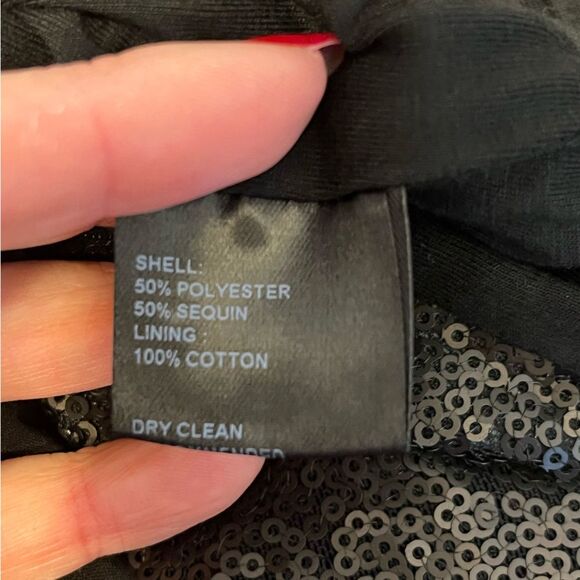 SHELL:
50% POLYESTER
50% SEQUIN
LINING :
100% COTTON
DRY CLEAN